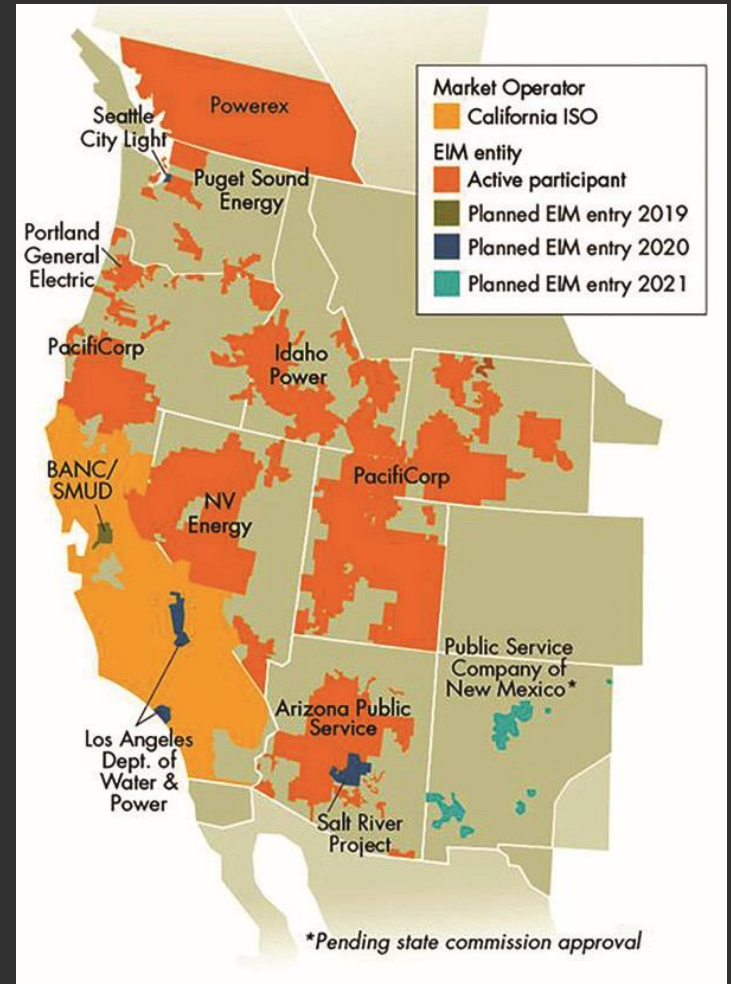 Market Operator
California ISO
EIM entity
Active participant
Planned EIM entry 2019
Planned EIM entry 2020
Planned EIM entry 2021
Powerex
Seattle
City Light
Puget Sound
Energy
Portland
General
Electric
PacifiCorp
Idaho
Power
PacifiCorp
BANC/
SMUD
NV
Energy
Public Service
Company of
New Mexico*
Arizona Public
Service
Los Angeles
Dept. of
Water &
Power
Salt River
Project
*Pending state commission approval